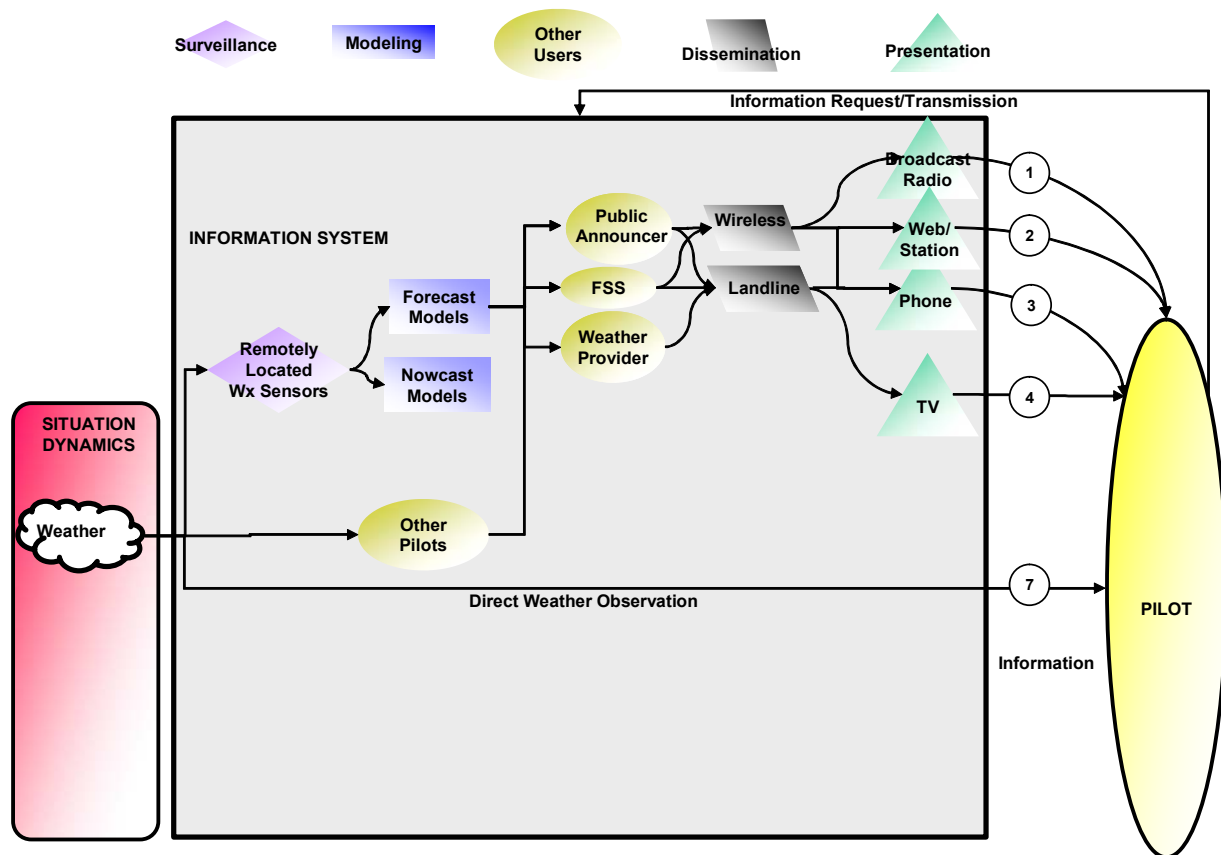 Surveillance
Modeling
Other
Users
Dissemination
Presentation
Information Request/Transmission
INFORMATION SYSTEM
Broadcast
Radio
1
Public
Announcer
Wireless
Web/
Station
2
FSS
Landline
Phone
3
Forecast
Models
Weather
Provider
Remotely
Located
Wx Sensors
Nowcast
Models
TV
4
SITUATION
DYNAMICS
Weather
Other
Pilots
7
Direct Weather Observation
PILOT
Information